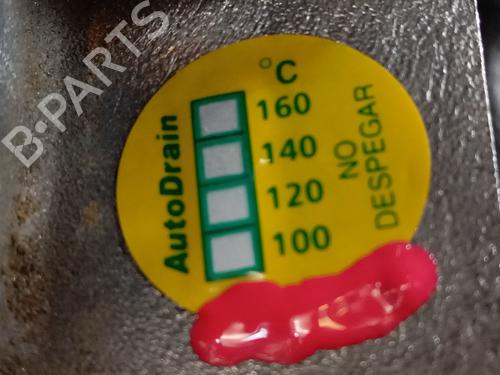 B-PARTS
°C
160
140
120
100
AutoDrain
NO
DESPEGAR